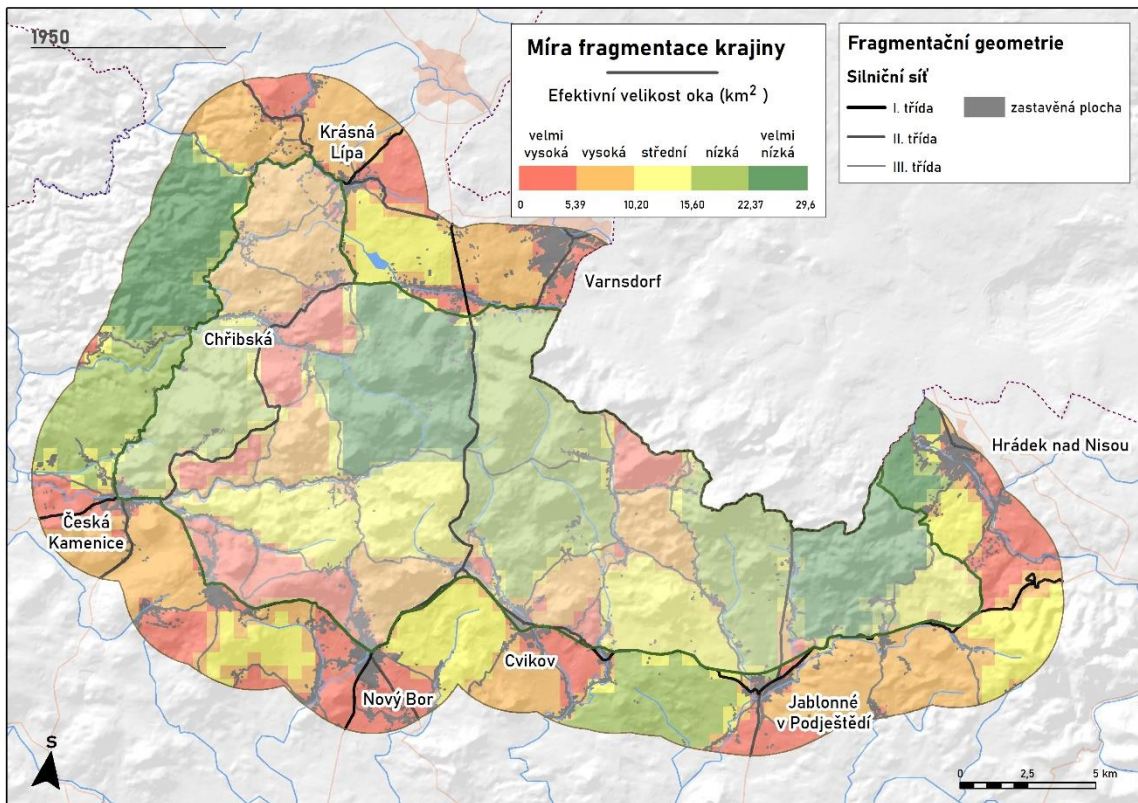 1950
Míra fragmentace krajiny
Efektivní velikost oka (km²)
velmi vysoká
vysoká
střední
nízká
velmi nízká
0 5,39 10,20 15,60 22,37 29,6
Fragmentační geometrie
Silniční síť
I. třída
zastavěná plocha
II. třída
III. třída
Krásná
Lípa
Varnsdorf
Chřibská
Hrádek nad Nisou
Česká
Kamenice
Cvikov
Nový Bor
Jablonné
v Podještědí
S
0 2,5 5 km